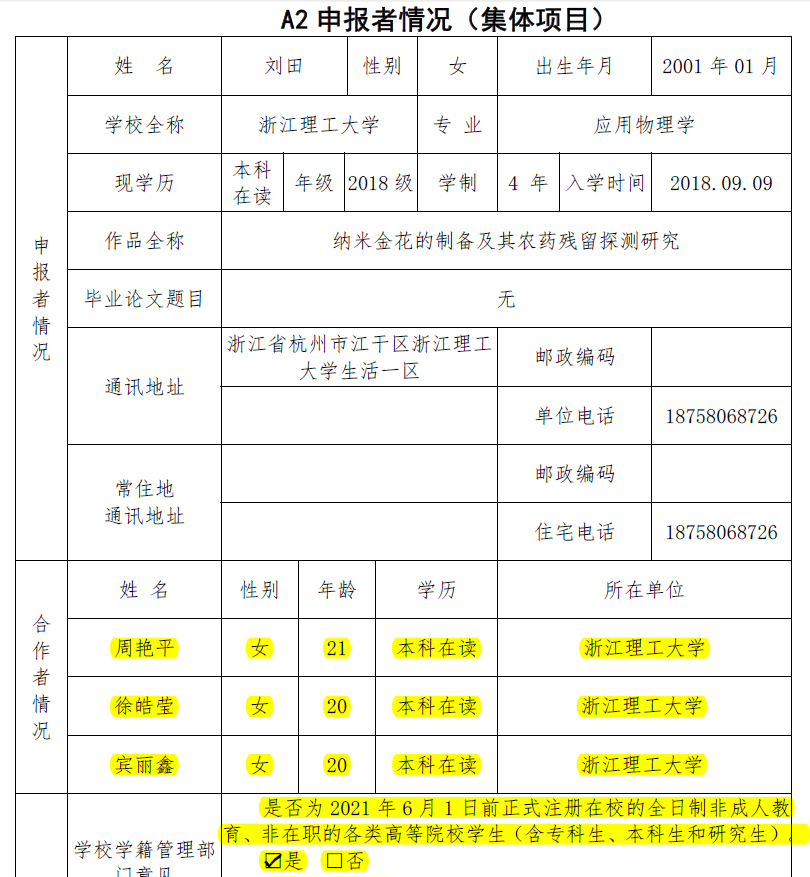 A2 申报者情况（集体项目）
申报者情况
姓 名 刘田 性别 女 出生年月 2001 年 01 月
学校全称 浙江理工大学 专 业 应用物理学
现学历 本科在读 年级 2018 级 学制 4 年 入学时间 2018.09.09
作品全称 纳米金花的制备及其农药残留探测研究
毕业论文题目 无
通讯地址 浙江省杭州市江干区浙江理工
大学生活一区 邮政编码
单位电话 18758068726
常住地
通讯地址 邮政编码
住宅电话 18758068726
合作者情况
姓 名 性别 年龄 学历 所在单位
周艳平 女 21 本科在读 浙江理工大学
徐皓莹 女 20 本科在读 浙江理工大学
宾丽鑫 女 20 本科在读 浙江理工大学
学校学籍管理部
门意见
是否为 2021 年 6 月 1 日前正式注册在校的全日制非成人教
育、非在职的各类高等院校学生（含专科生、本科生和研究生）。
☑是 □否